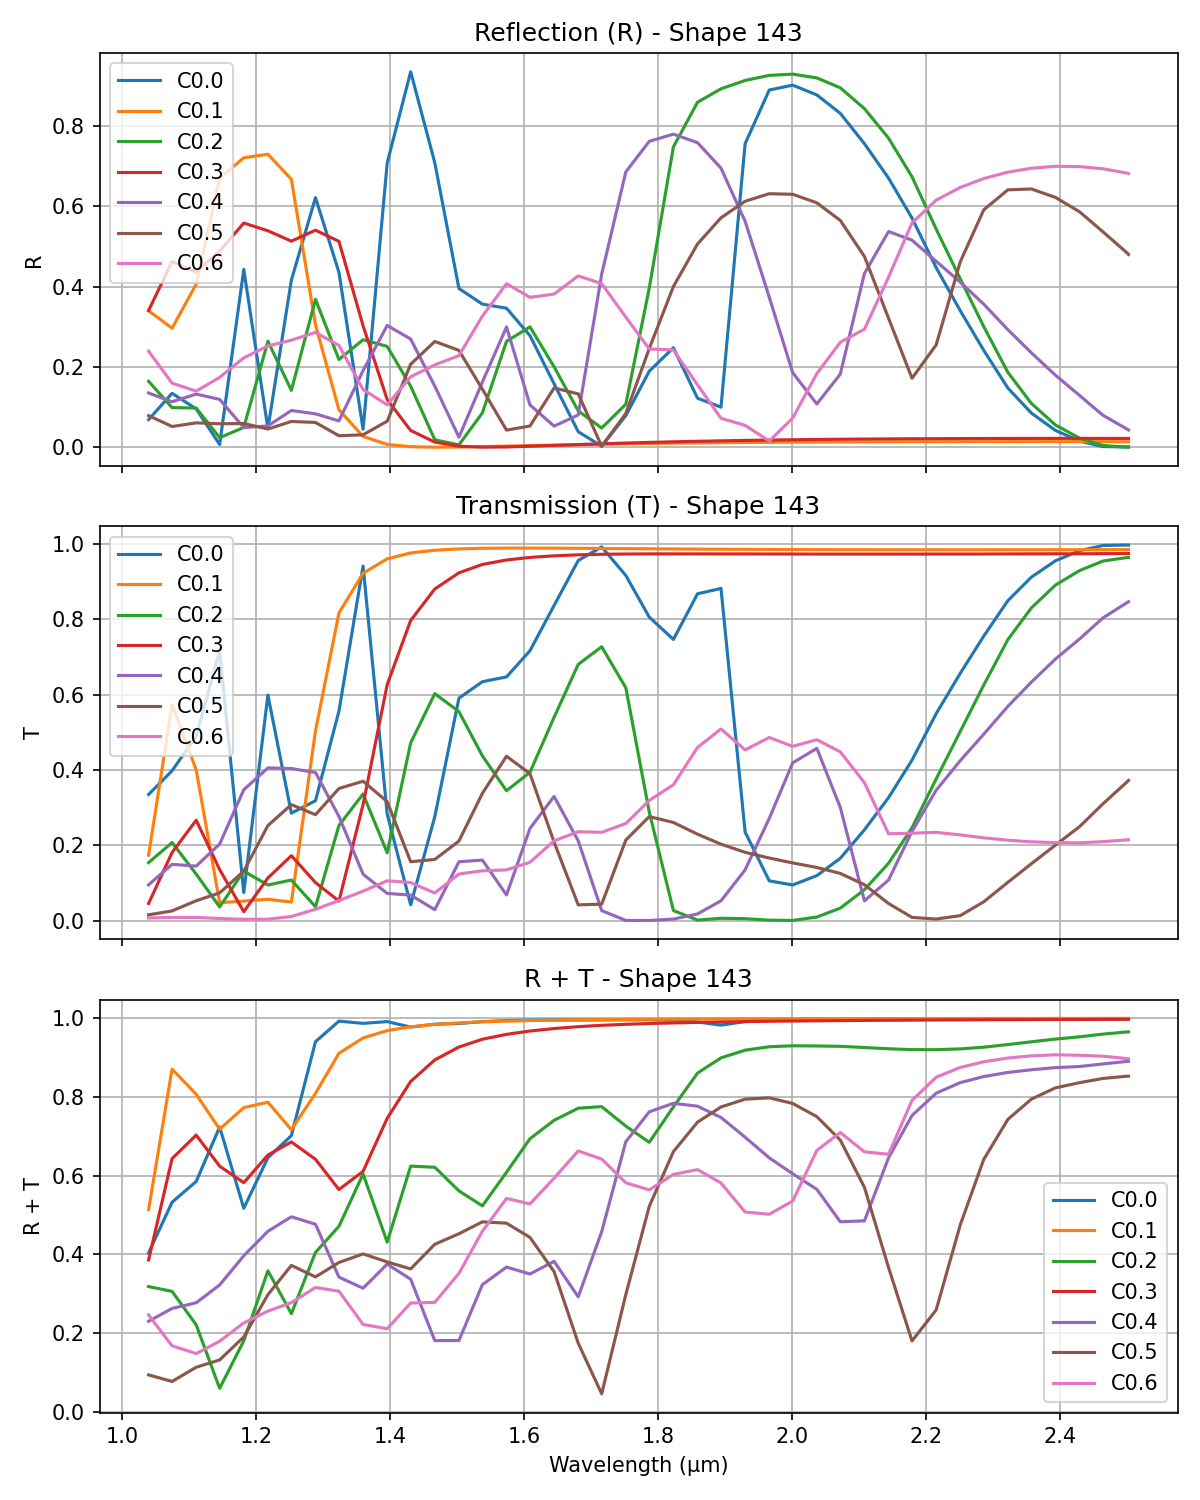 Reflection (R) - Shape 143
R
0.8
0.6
0.4
0.2
0.0
C0.0
C0.1
C0.2
C0.3
C0.4
C0.5
C0.6
Transmission (T) - Shape 143
T
1.0
0.8
0.6
0.4
0.2
0.0
C0.0
C0.1
C0.2
C0.3
C0.4
C0.5
C0.6
R + T - Shape 143
R + T
1.0
0.8
0.6
0.4
0.2
0.0
C0.0
C0.1
C0.2
C0.3
C0.4
C0.5
C0.6
1.0 1.2 1.4 1.6 1.8 2.0 2.2 2.4
Wavelength (µm)